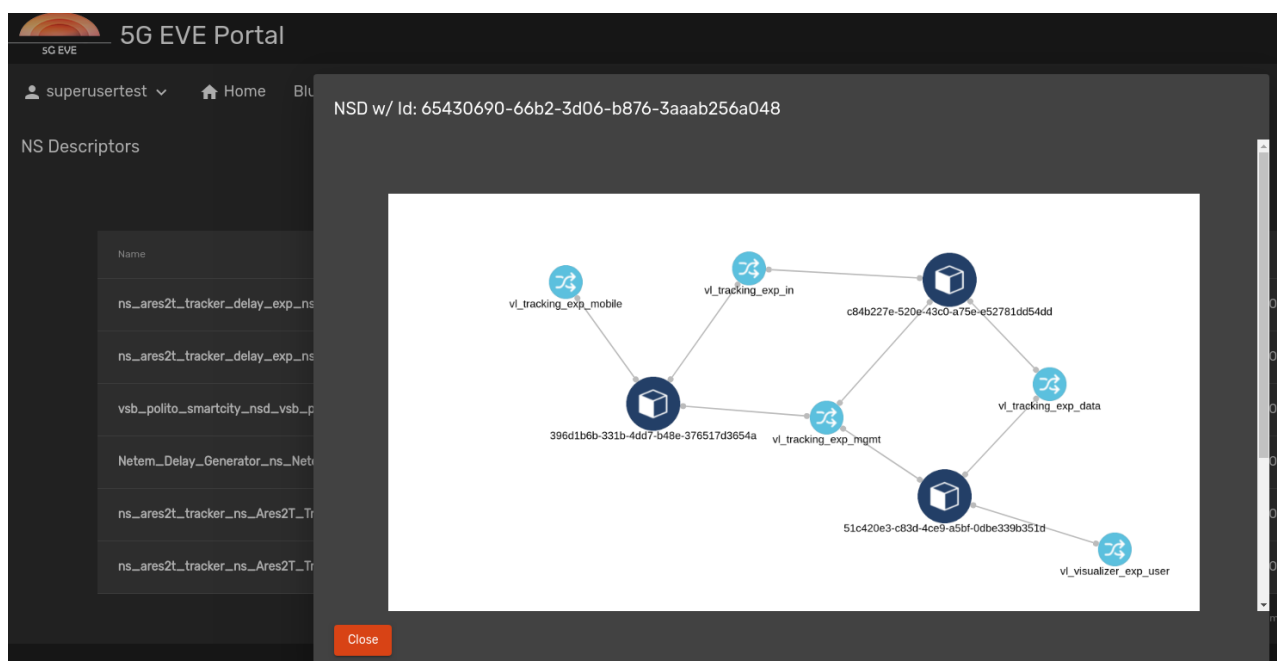 5G EVE
5G EVE Portal
superusertest
Home
Blu
NSD w/ Id: 65430690-66b2-3d06-b876-3aaab256a048
NS Descriptors
Name
ns_ares2t_tracker_delay_exp_ns
ns_ares2t_tracker_delay_exp_ns
vsb_polito_smartcity_nsd_vsb_p
Netem_Delay_Generator_ns_Nete
ns_ares2t_tracker_ns_Ares2T_Tr
ns_ares2t_tracker_ns_Ares2T_Tr
vl_tracking_exp_mobile
vl_tracking_exp_in
c84b227e-520e-43c0-a75e-e52781dd54dd
vl_tracking_exp_data
396d1b6b-331b-4dd7-b48e-376517d3654a
vl_tracking_exp_mgmt
51c420e3-c83d-4ce9-a5bf-0dbe339b351d
vl_visualizer_exp_user
Close